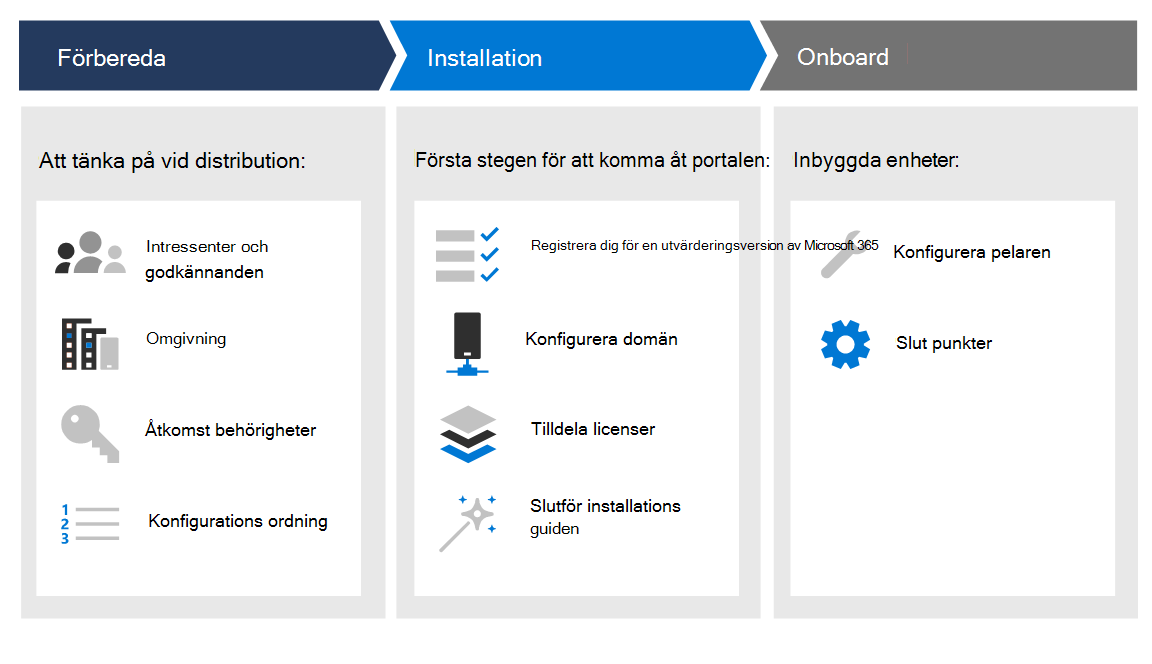 Förbereda
Installation
Onboard
Att tänka på vid distribution:
Intressenter och
godkännanden
Omgivning
Åtkomst behörigheter
1
2
3
Konfigurations ordning
Första stegen för att komma åt portalen:
Registrera dig för en utvärderingsversion av Microsoft 365
Konfigurera domän
Tilldela licenser
Slutför installations
guiden
Inbyggda enheter:
Konfigurera pelaren
Slut punkter